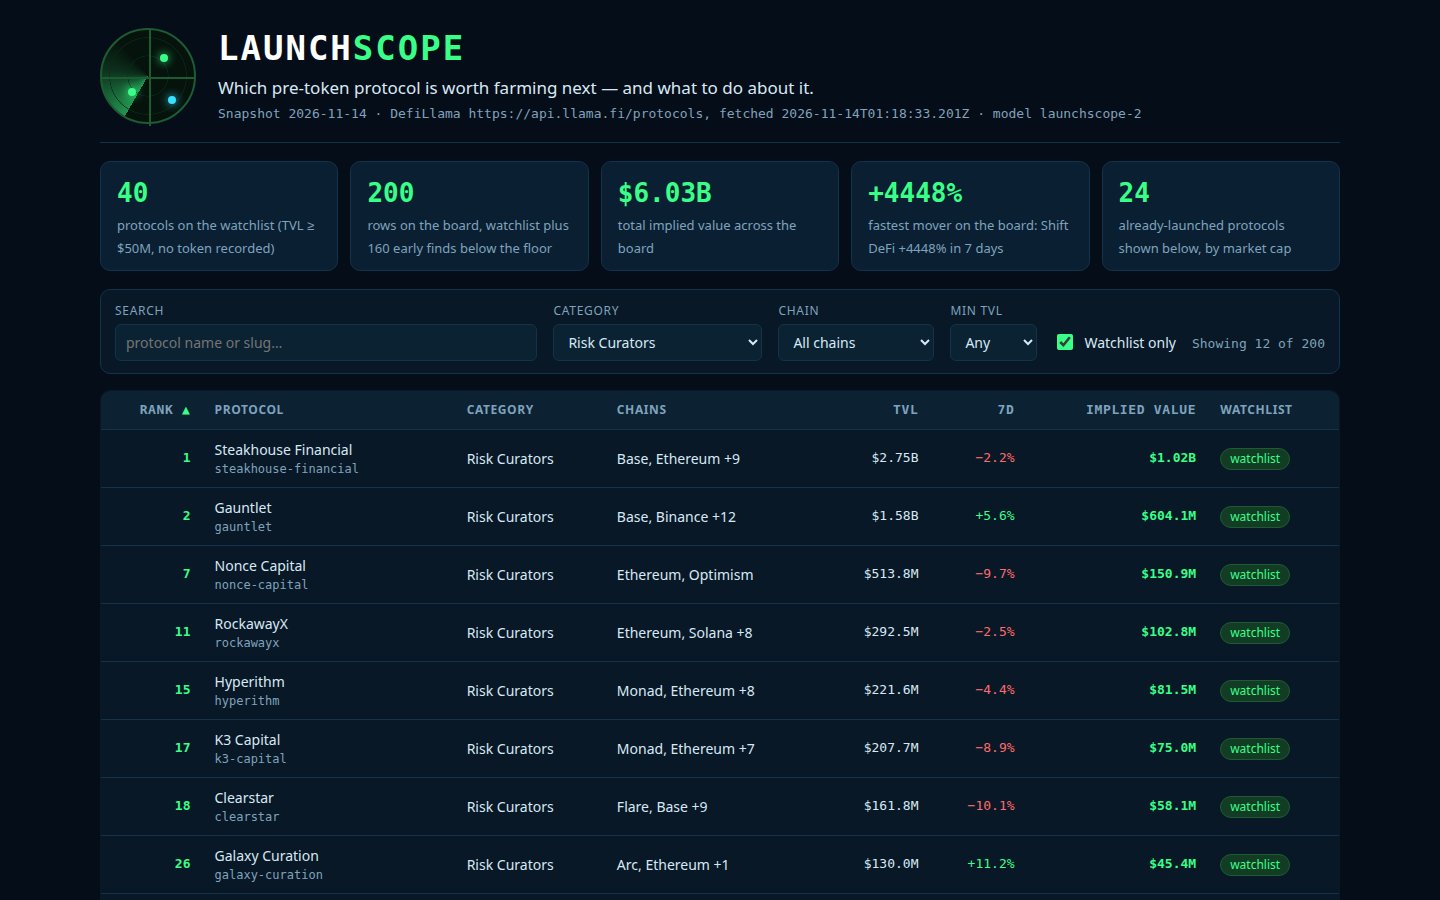 LAUNCHSCOPE
Which pre-token protocol is worth farming next — and what to do about it.
Snapshot 2026-11-14 · DefiLlama https://api.llama.fi/protocols, fetched 2026-11-14T01:18:33.201Z · model launchscope-2
40
protocols on the watchlist (TVL ≥
$50M, no token recorded)
200
rows on the board, watchlist plus
160 early finds below the floor
$6.03B
total implied value across the
board
+4448%
fastest mover on the board: Shift
DeFi +4448% in 7 days
24
already-launched protocols
shown below, by market cap
SEARCH
protocol name or slug...
CATEGORY
Risk Curators
CHAIN
All chains
MIN TVL
Any
Watchlist only
Showing 12 of 200
RANK ▲ PROTOCOL CATEGORY CHAINS TVL 7D IMPLIED VALUE WATCHLIST
1 Steakhouse Financial Risk Curators Base, Ethereum +9 $2.75B −2.2% $1.02B watchlist
steakhouse-financial
2 Gauntlet Risk Curators Base, Binance +12 $1.58B +5.6% $604.1M watchlist
gauntlet
7 Nonce Capital Risk Curators Ethereum, Optimism $513.8M −9.7% $150.9M watchlist
nonce-capital
11 RockawayX Risk Curators Ethereum, Solana +8 $292.5M −2.5% $102.8M watchlist
rockawayx
15 Hyperithm Risk Curators Monad, Ethereum +8 $221.6M −4.4% $81.5M watchlist
hyperithm
17 K3 Capital Risk Curators Monad, Ethereum +7 $207.7M −8.9% $75.0M watchlist
k3-capital
18 Clearstar Risk Curators Flare, Base +9 $161.8M −10.1% $58.1M watchlist
clearstar
26 Galaxy Curation Risk Curators Arc, Ethereum +1 $130.0M +11.2% $45.4M watchlist
galaxy-curation